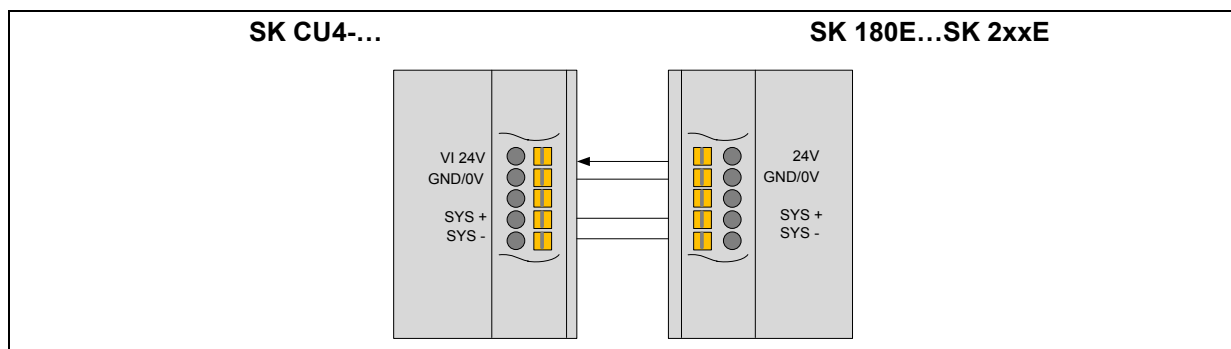 SK CU4-… SK 180E…SK 2xxE
VI 24V 24V
GND/0V GND/0V
SYS + SYS +
SYS - SYS -